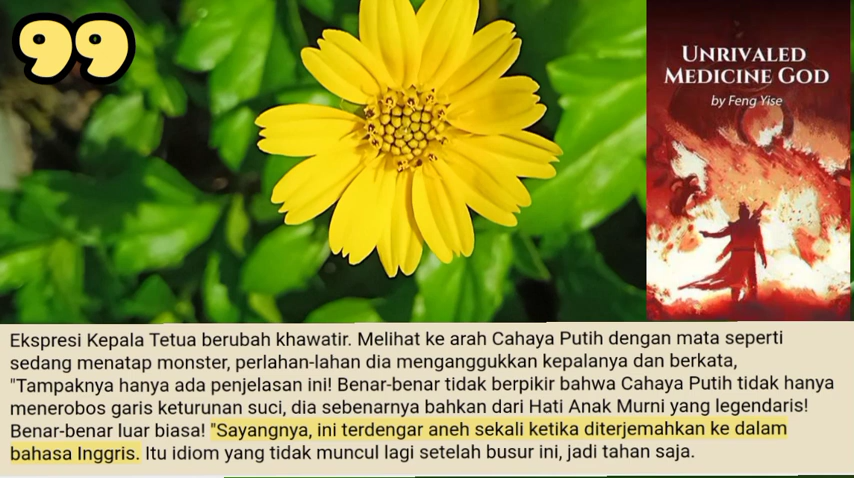 99
UNRIVALED
MEDICINE GOD
by Feng Yise
Ekspresi Kepala Tetua berubah khawatir. Melihat ke arah Cahaya Putih dengan mata seperti
sedang menatap monster, perlahan-lahan dia menganggukkan kepalanya dan berkata,
"Tampaknya hanya ada penjelasan ini! Benar-benar tidak berpikir bahwa Cahaya Putih tidak hanya
menerobos garis keturunan suci, dia sebenarnya bahkan dari Hati Anak Murni yang legendaris!
Benar-benar luar biasa! "Sayangnya, ini terdengar aneh sekali ketika diterjemahkan ke dalam
bahasa Inggris. Itu idiom yang tidak muncul lagi setelah busur ini, jadi tahan saja.